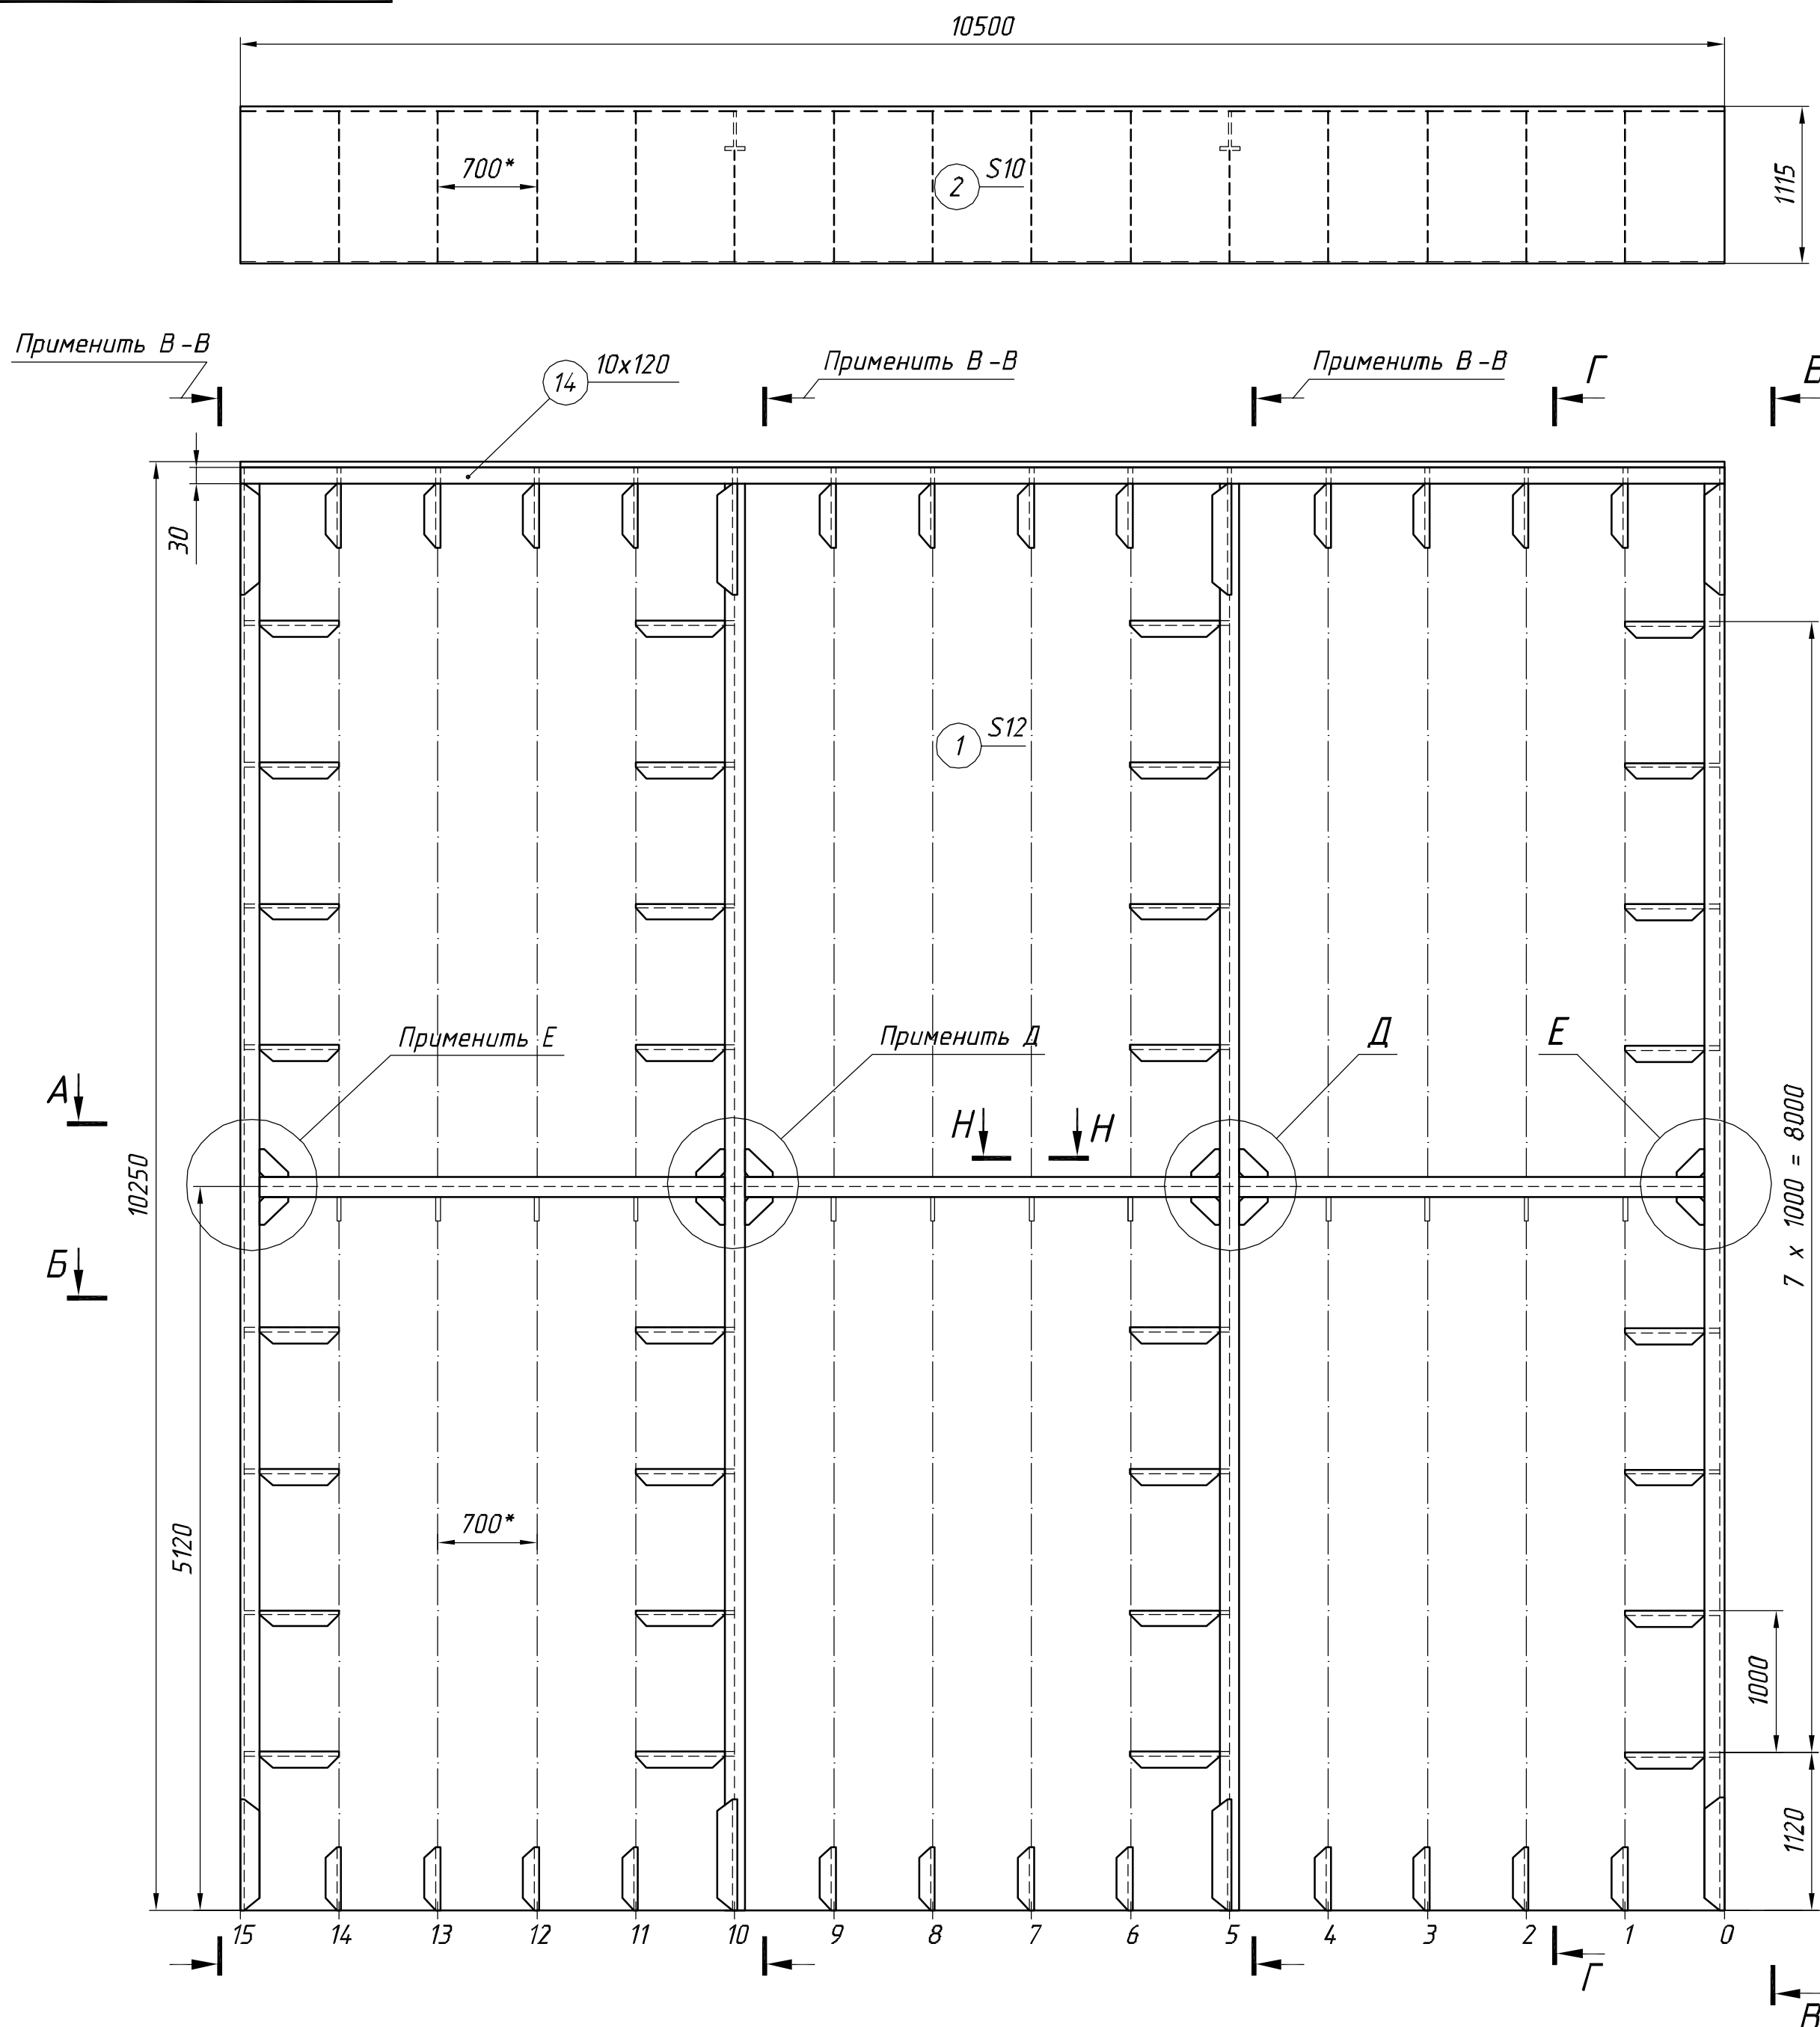 10500
700*
2 S10
1115
Применить В-В
14 10х120
Применить В-В
Применить В-В
Г
30
1 S12
Применить Е
Применить Д
Д
Е
А
Н Н
10250
7 х 1000 = 8000
Б
700*
5120
1000
1120
15 14 13 12 11 10 9 8 7 6 5 4 3 2 1 0
Г
В